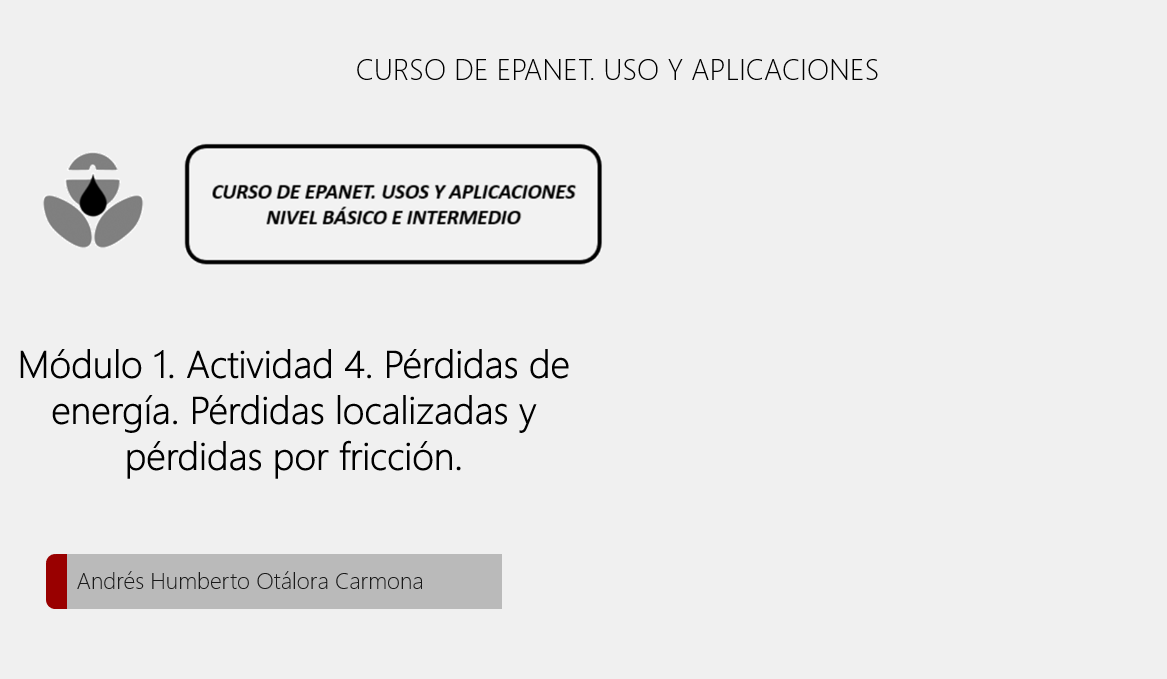 CURSO DE EPANET. USO Y APLICACIONES
CURSO DE EPANET. USOS Y APLICACIONES
NIVEL BÁSICO E INTERMEDIO
Módulo 1. Actividad 4. Pérdidas de
energía. Pérdidas localizadas y
pérdidas por fricción.
Andrés Humberto Otálora Carmona